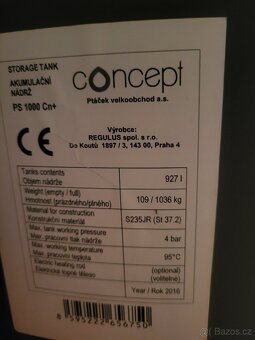 STORAGE TANK
AKUMULAČNÍ
NÁDRŽ
PS 1000 Cn+
concept
Ptáček velkoobchod a.s.
CE
Výrobce:
REGULUS spol. s r.o.
Do Koutů 1897 / 3, 143 00, Praha 4
Tanks contents
Objem nádrže
927 l
Weight (empty / full)
Hmotnost (prázdného/plného)
109 / 1036 kg
Material for construction
Konstrukční materiál
S235JR (St 37.2)
Max. tank working pressure
Max. pracovní tlak nádrže
4 bar
Max. working temperature
Max. pracovní teplota
95°C
Electric heating rod
Elektrické topné těleso
(optional)
(volitelné)
Year / Rok 2016
8 595222 656750
bazoš.cz